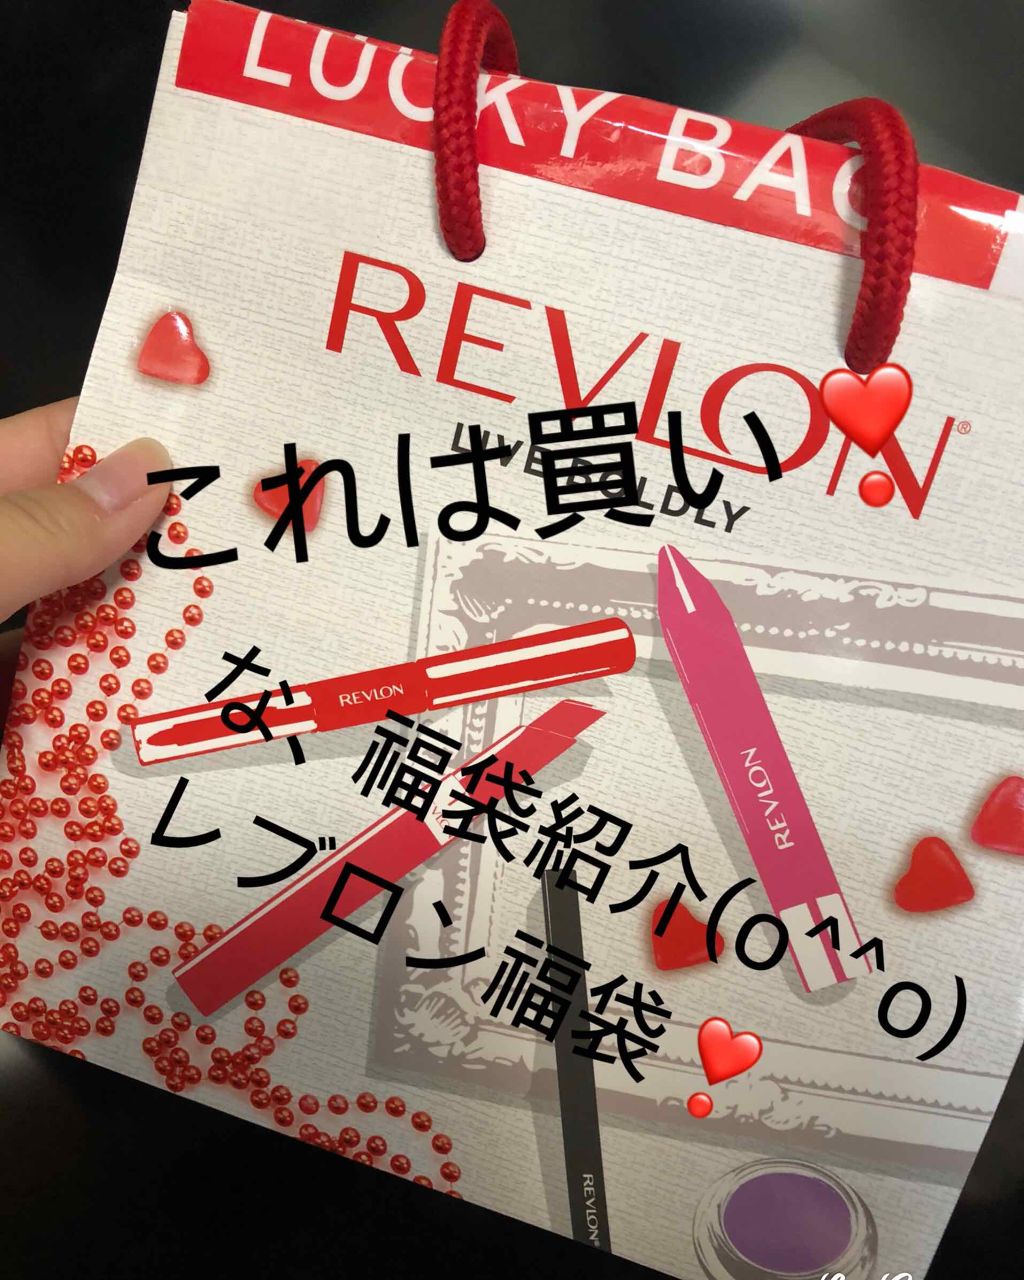 LUCKY BAG
REVLON®
LIVE BOLDLY
これは買い❣
な、福袋紹介(o^^o)
レブロン福袋❣
REVLON
REVLON
REVLON